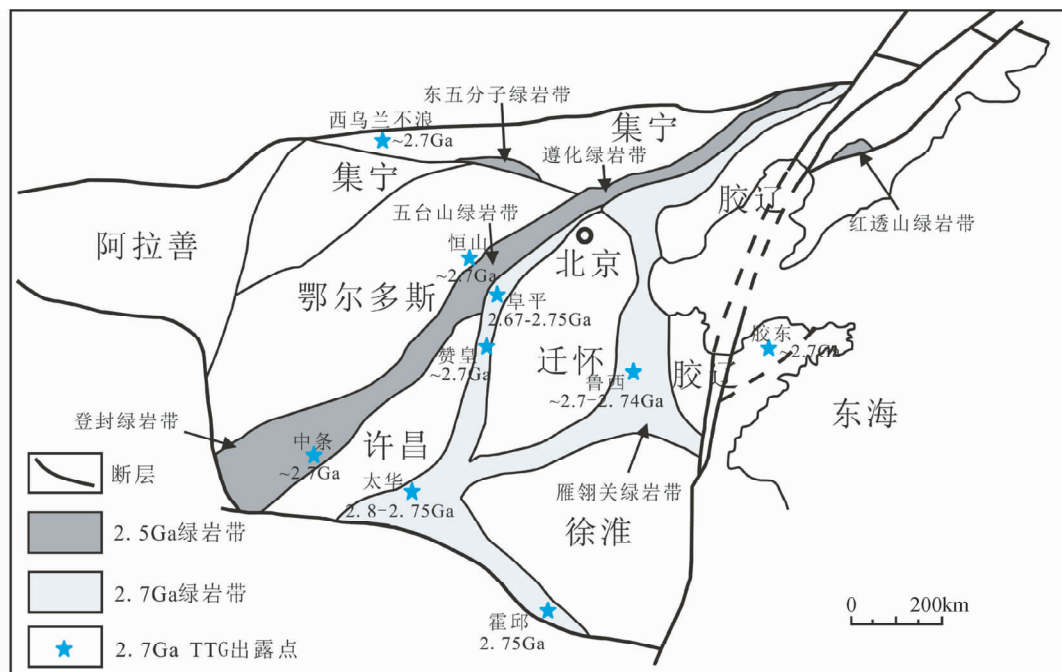 东五分子绿岩带
西乌兰不浪
~2.7Ga
集宁
遵化绿岩带
集宁
胶辽
红透山绿岩带
五台山绿岩带
阿拉善
恒山
~2.7Ga
北京
鄂尔多斯
阜平
2.67-2.75Ga
赞皇
~2.7Ga
迁怀
鲁西
~2.7-2.74Ga
胶辽
胶东
~2.7Ga
东海
登封绿岩带
中条
~2.7Ga
许昌
太华
2.8-2.75Ga
雁翎关绿岩带
徐淮
霍邱
2.75Ga
断层
2.5Ga绿岩带
2.7Ga绿岩带
2.7Ga TTG出露点
0 200km